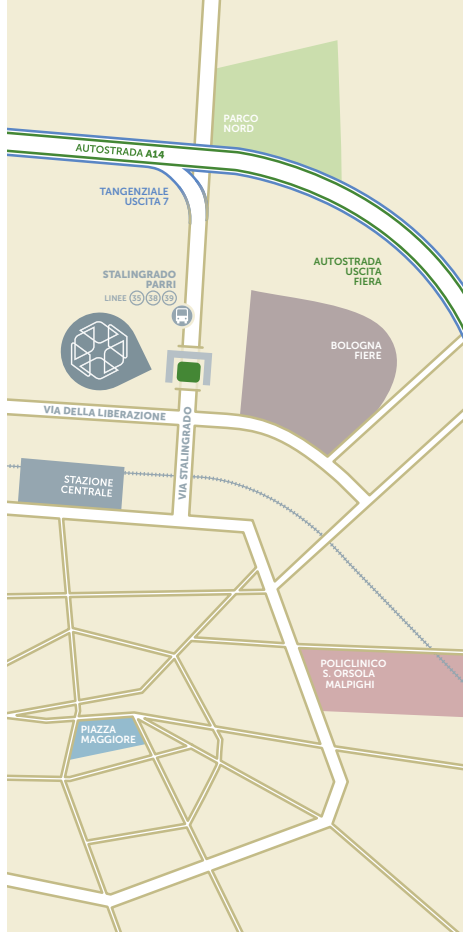 PARCO
NORD
AUTOSTRADA A14
TANGENZIALE
USCITA 7
AUTOSTRADA
USCITA
FIERA
STALINGRADO
PARRI
LINEE 35 38 39
BOLOGNA
FIERE
VIA DELLA LIBERAZIONE
VIA STALINGRADO
STAZIONE
CENTRALE
POLICLINICO
S. ORSOLA
MALPIGHI
PIAZZA
MAGGIORE